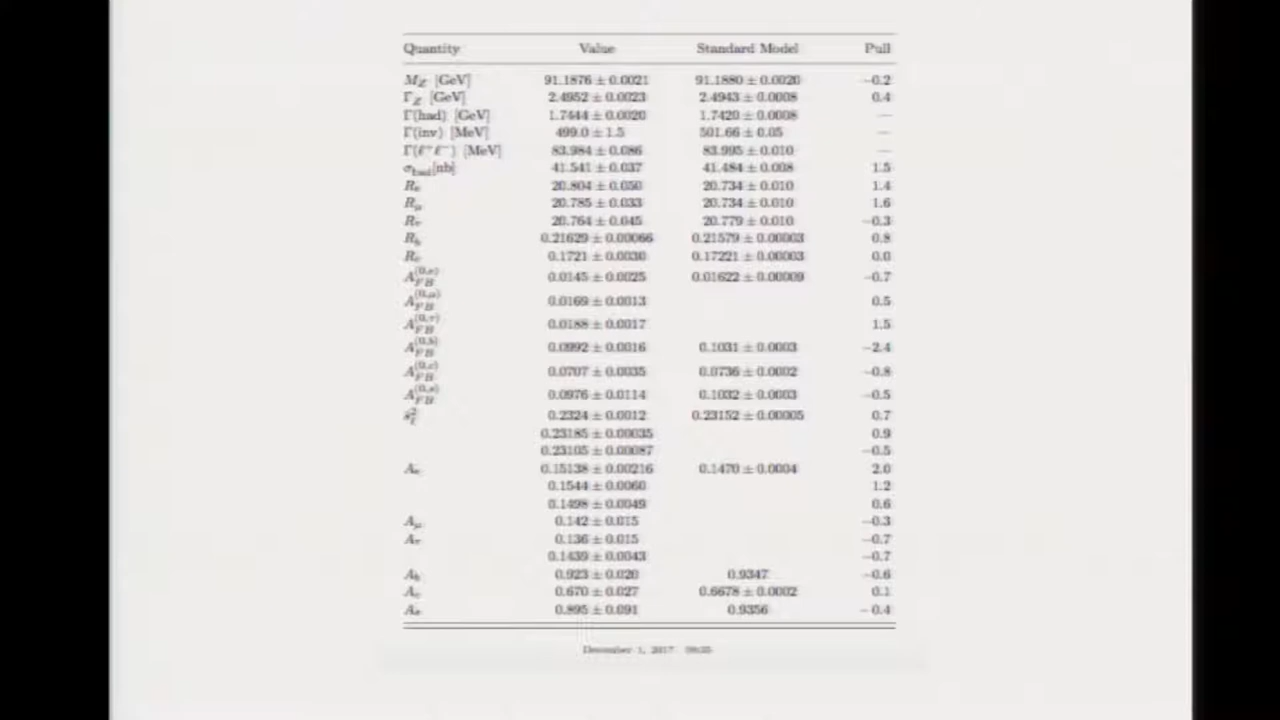 Quantity Value Standard Model Pull
M_Z [GeV] 91.1876 ± 0.0021 91.1880 ± 0.0020 −0.2
Γ_Z [GeV] 2.4952 ± 0.0023 2.4943 ± 0.0008 0.4
Γ(had) [GeV] 1.7444 ± 0.0020 1.7420 ± 0.0008 —
Γ(inv) [MeV] 499.0 ± 1.5 501.66 ± 0.05 —
Γ(ℓ⁺ℓ⁻) [MeV] 83.984 ± 0.086 83.995 ± 0.010 —
σ_had[nb] 41.541 ± 0.037 41.484 ± 0.008 1.5
R_e 20.804 ± 0.050 20.734 ± 0.010 1.4
R_μ 20.785 ± 0.033 20.734 ± 0.010 1.6
R_τ 20.764 ± 0.045 20.779 ± 0.010 −0.3
R_b 0.21629 ± 0.00066 0.21579 ± 0.00003 0.8
R_c 0.1721 ± 0.0030 0.17221 ± 0.00003 0.0
A_FB^(0,e) 0.0145 ± 0.0025 0.01622 ± 0.00009 −0.7
A_FB^(0,μ) 0.0169 ± 0.0013 0.5
A_FB^(0,τ) 0.0188 ± 0.0017 1.5
A_FB^(0,b) 0.0992 ± 0.0016 0.1031 ± 0.0003 −2.4
A_FB^(0,c) 0.0707 ± 0.0035 0.0736 ± 0.0002 −0.8
A_FB^(0,s) 0.0976 ± 0.0114 0.1032 ± 0.0003 −0.5
s̄_ℓ² 0.2324 ± 0.0012 0.23152 ± 0.00005 0.7
0.23185 ± 0.00035 0.9
0.23105 ± 0.00087 −0.5
A_e 0.15138 ± 0.00216 0.1470 ± 0.0004 2.0
0.1544 ± 0.0060 1.2
0.1498 ± 0.0049 0.6
A_μ 0.142 ± 0.015 −0.3
A_τ 0.136 ± 0.015 −0.7
0.1439 ± 0.0043 −0.7
A_b 0.923 ± 0.020 0.9347 −0.6
A_c 0.670 ± 0.027 0.6678 ± 0.0002 0.1
A_s 0.895 ± 0.091 0.9356 −0.4
December 1, 2017